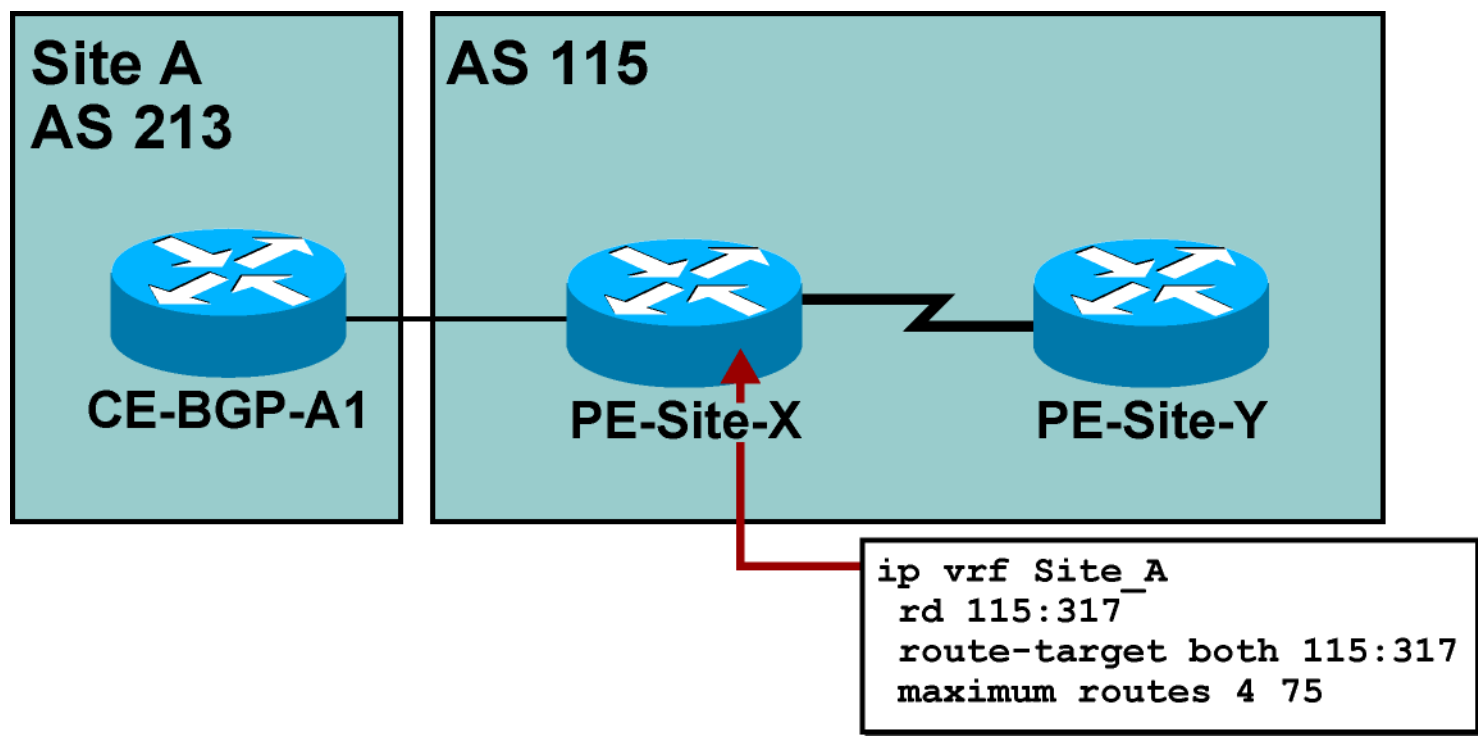 Site A
AS 213
AS 115
CE-BGP-A1
PE-Site-X
PE-Site-Y
ip vrf Site_A
rd 115:317
route-target both 115:317
maximum routes 4 75